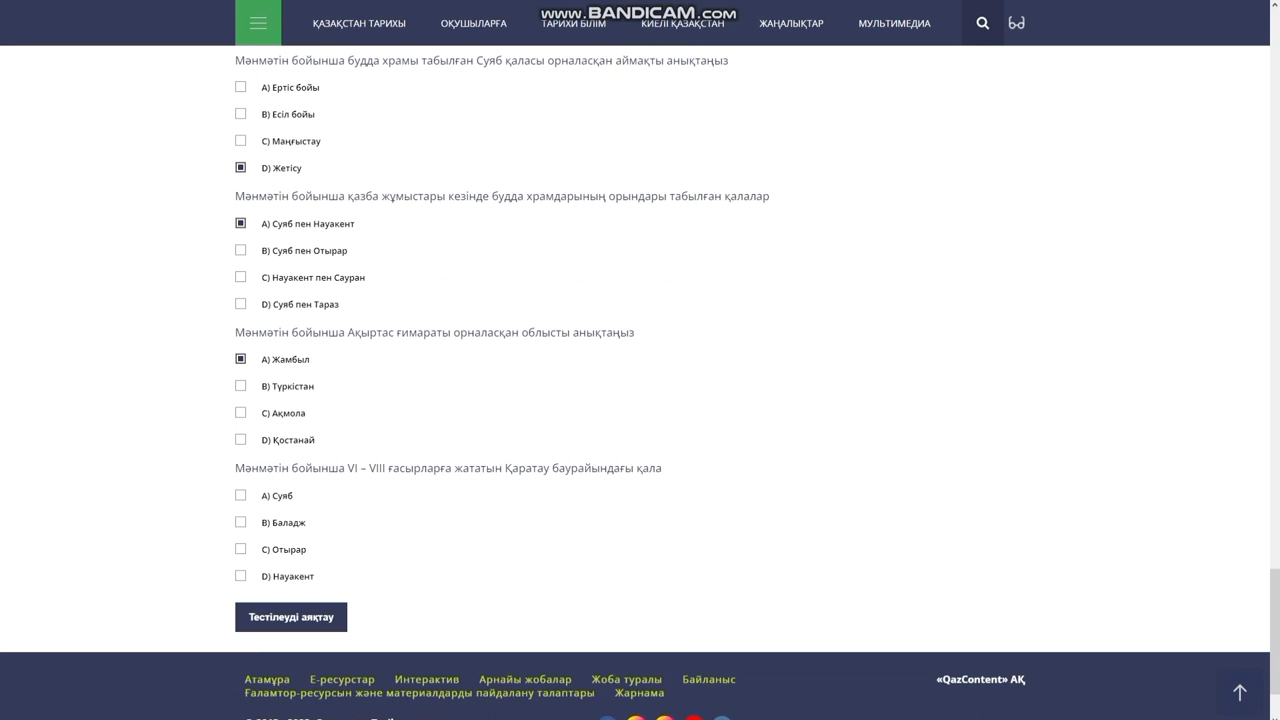 www.BANDICAM.com
ҚАЗАҚСТАН ТАРИХЫ ОҚУШЫЛАРҒА ТАРИХИ БІЛІМ КИЕЛІ ҚАЗАҚСТАН ЖАҢАЛЫҚТАР МУЛЬТИМЕДИА
Мәнмәтін бойынша будда храмы табылған Суяб қаласы орналасқан аймақты анықтаңыз
A) Ертіс бойы
B) Есіл бойы
C) Маңғыстау
D) Жетісу
Мәнмәтін бойынша қазба жұмыстары кезінде будда храмдарының орындары табылған қалалар
A) Суяб пен Науакент
B) Суяб пен Отырар
C) Науакент пен Сауран
D) Суяб пен Тараз
Мәнмәтін бойынша Ақыртас ғимараты орналасқан облысты анықтаңыз
A) Жамбыл
B) Түркістан
C) Ақмола
D) Қостанай
Мәнмәтін бойынша VI – VIII ғасырларға жататын Қаратау баурайындағы қала
A) Суяб
B) Баладж
C) Отырар
D) Науакент
Тестілеуді аяқтау
Атамұра Е-ресурстар Интерактив Арнайы жобалар Жоба туралы Байланыс «QazContent» АҚ
Ғаламтор-ресурсын және материалдарды пайдалану талаптары Жарнама